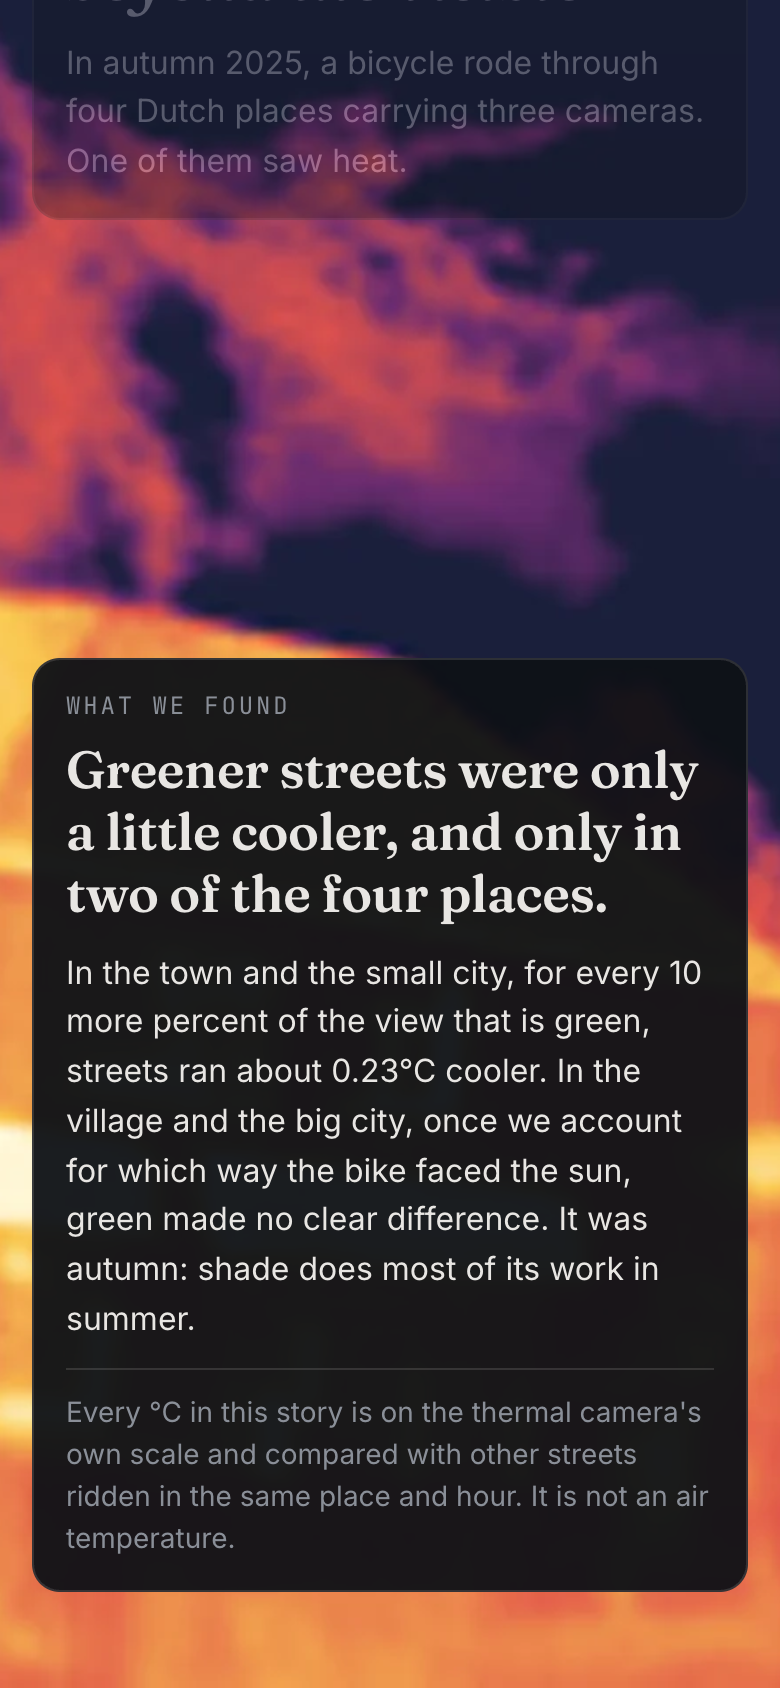 In autumn 2025, a bicycle rode through
four Dutch places carrying three cameras.
One of them saw heat.
WHAT WE FOUND
Greener streets were only
a little cooler, and only in
two of the four places.
In the town and the small city, for every 10
more percent of the view that is green,
streets ran about 0.23°C cooler. In the
village and the big city, once we account
for which way the bike faced the sun,
green made no clear difference. It was
autumn: shade does most of its work in
summer.
Every °C in this story is on the thermal camera's
own scale and compared with other streets
ridden in the same place and hour. It is not an air
temperature.